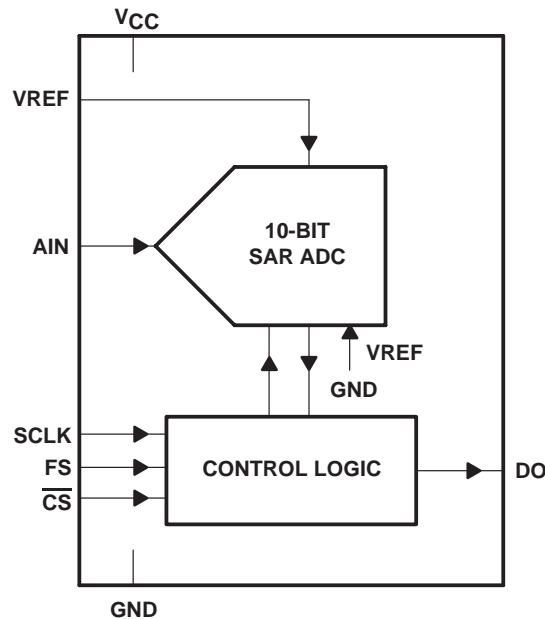 VCC
VREF
10-BIT
SAR ADC
AIN
VREF
GND
SCLK
FS
CS
CONTROL LOGIC
DO
GND